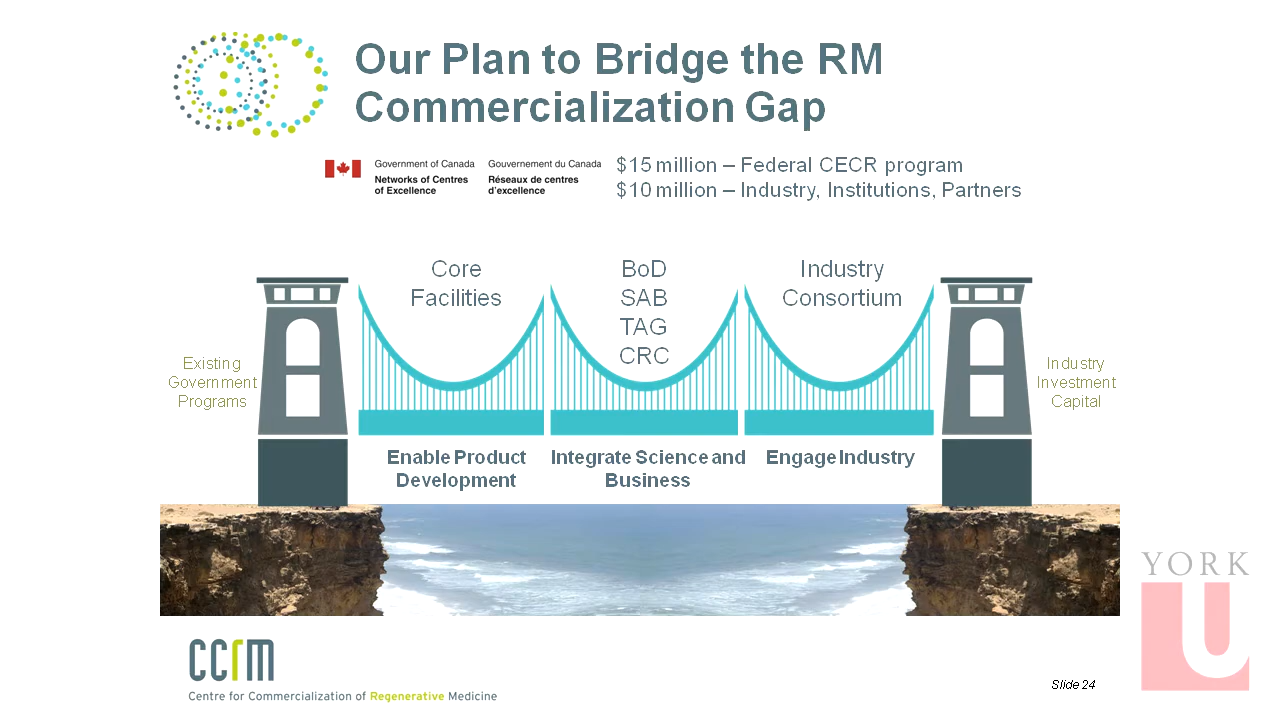 Our Plan to Bridge the RM
Commercialization Gap
Government of Canada
Networks of Centres
of Excellence
Gouvernement du Canada
Réseaux de centres
d'excellence
$15 million – Federal CECR program
$10 million – Industry, Institutions, Partners
Core
Facilities
BoD
SAB
TAG
CRC
Industry
Consortium
Existing
Government
Programs
Industry
Investment
Capital
Enable Product
Development
Integrate Science and
Business
Engage Industry
YORK
U
ccrm
Centre for Commercialization of Regenerative Medicine
Slide 24